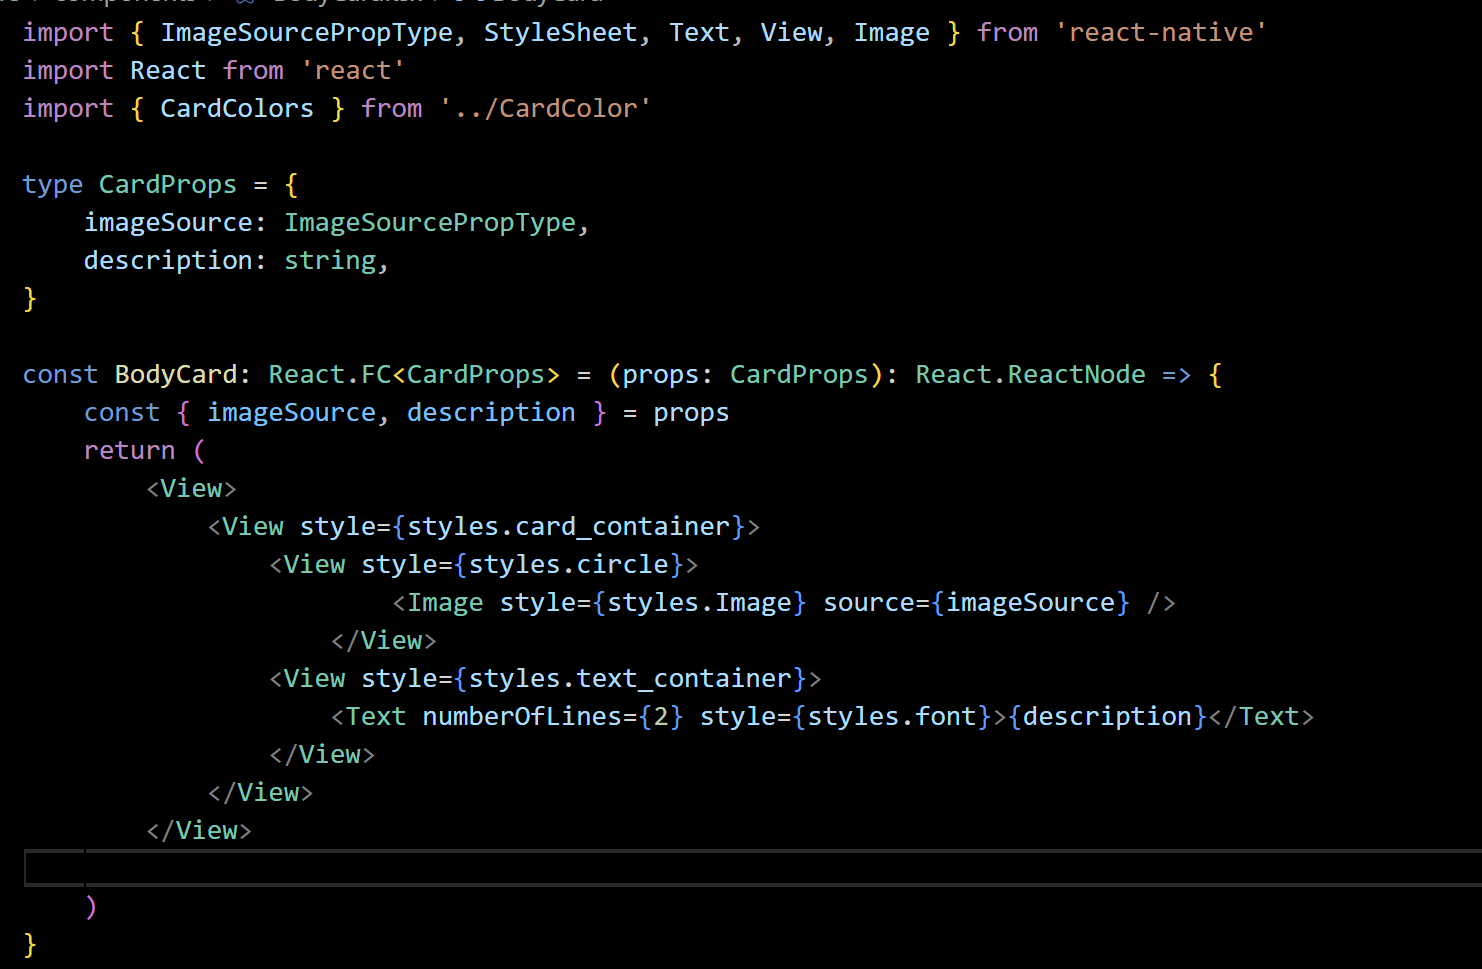 import { ImageSourcePropType, StyleSheet, Text, View, Image } from 'react-native'
import React from 'react'
import { CardColors } from '../CardColor'

type CardProps = {
    imageSource: ImageSourcePropType,
    description: string,
}

const BodyCard: React.FC<CardProps> = (props: CardProps): React.ReactNode => {
    const { imageSource, description } = props
    return (
        <View>
            <View style={styles.card_container}>
                <View style={styles.circle}>
                        <Image style={styles.Image} source={imageSource} />
                    </View>
                <View style={styles.text_container}>
                    <Text numberOfLines={2} style={styles.font}>{description}</Text>
                </View>
            </View>
        </View>

    )
}